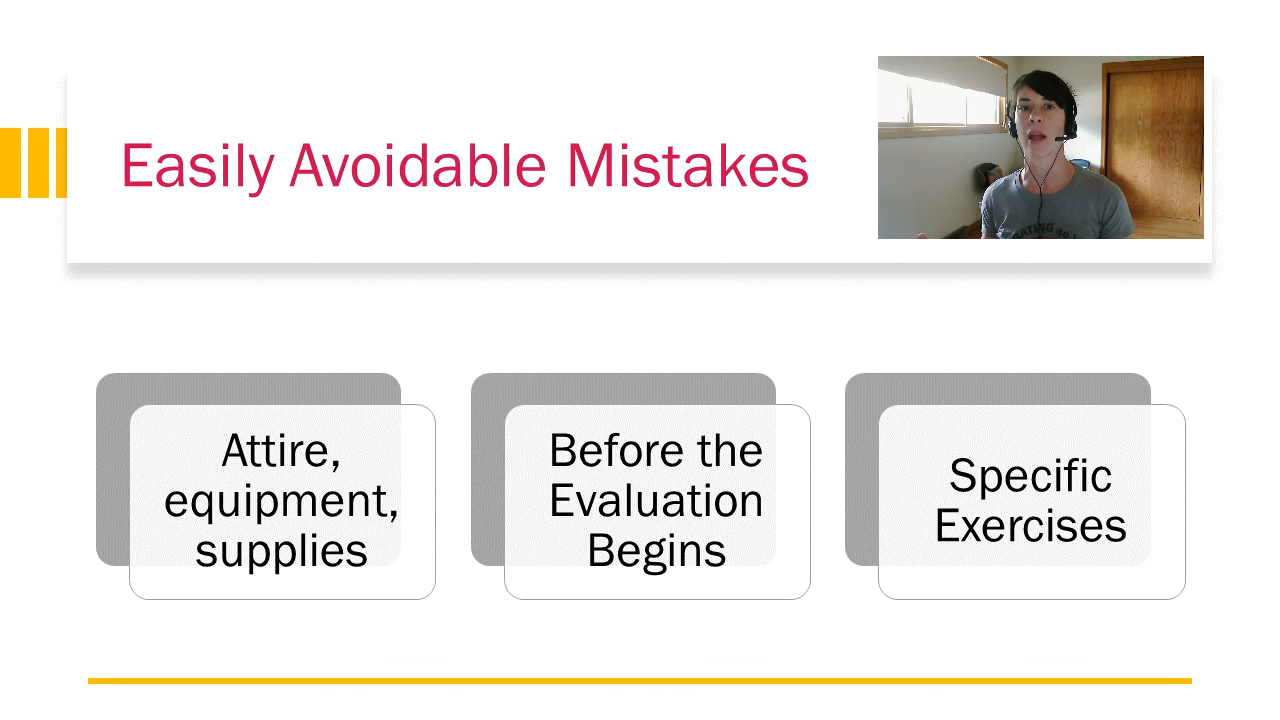 Easily Avoidable Mistakes
Attire,
equipment,
supplies
Before the
Evaluation
Begins
Specific
Exercises